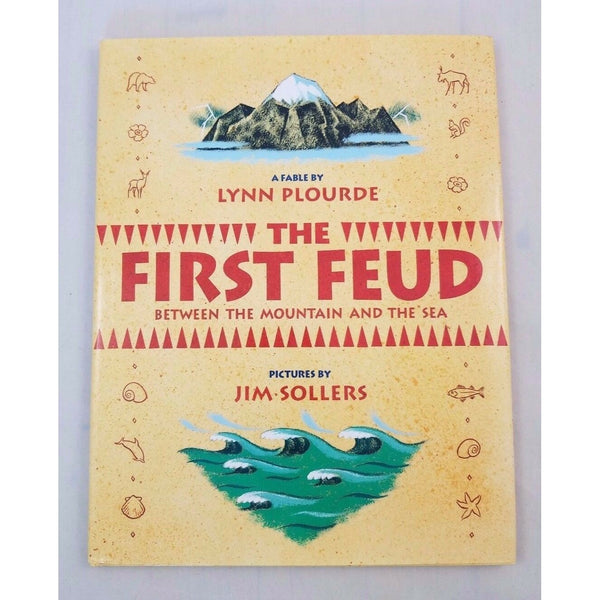 A FABLE BY
LYNN PLOURDE
THE
FIRST FEUD
BETWEEN THE MOUNTAIN AND THE SEA
PICTURES BY
JIM SOLLERS